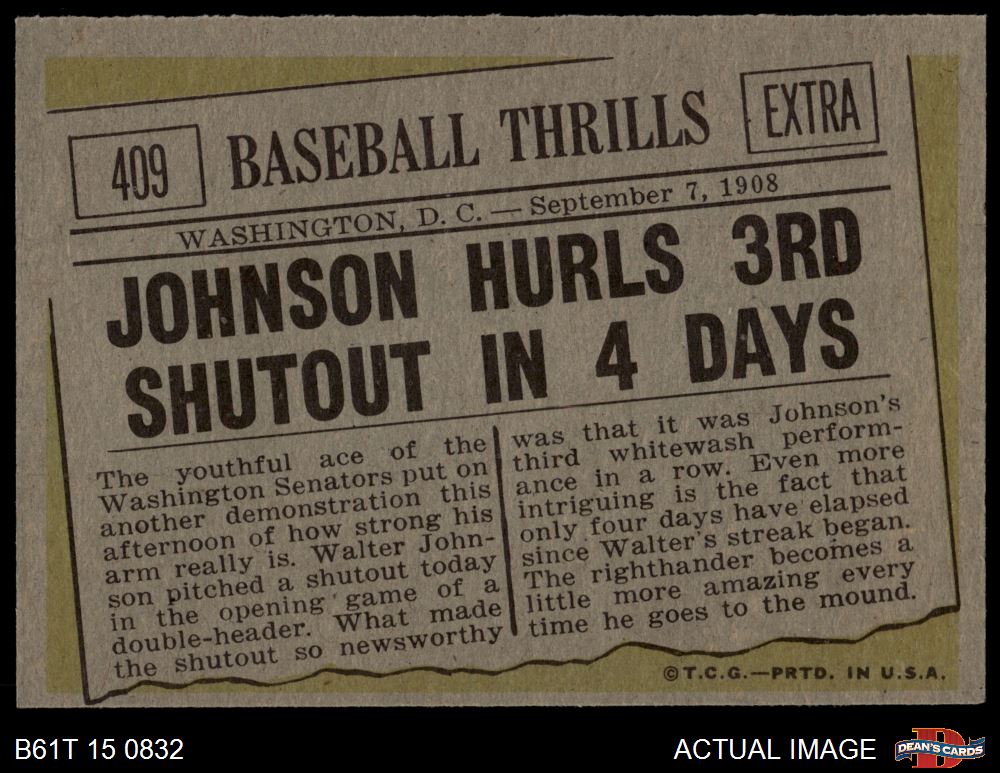 409
BASEBALL THRILLS
EXTRA
WASHINGTON, D. C. — September 7, 1908
JOHNSON HURLS 3RD
SHUTOUT IN 4 DAYS
The youthful ace of the
Washington Senators put on
another demonstration this
afternoon of how strong his
arm really is. Walter John-
son pitched a shutout today
in the opening game of a
double-header. What made
the shutout so newsworthy
was that it was Johnson's
third whitewash perform-
ance in a row. Even more
intriguing is the fact that
only four days have elapsed
since Walter's streak began.
The righthander becomes a
little more amazing every
time he goes to the mound.
©T.C.G.—PRTD. IN U.S.A.
B61T 15 0832
ACTUAL IMAGE
D
DEAN'S CARDS